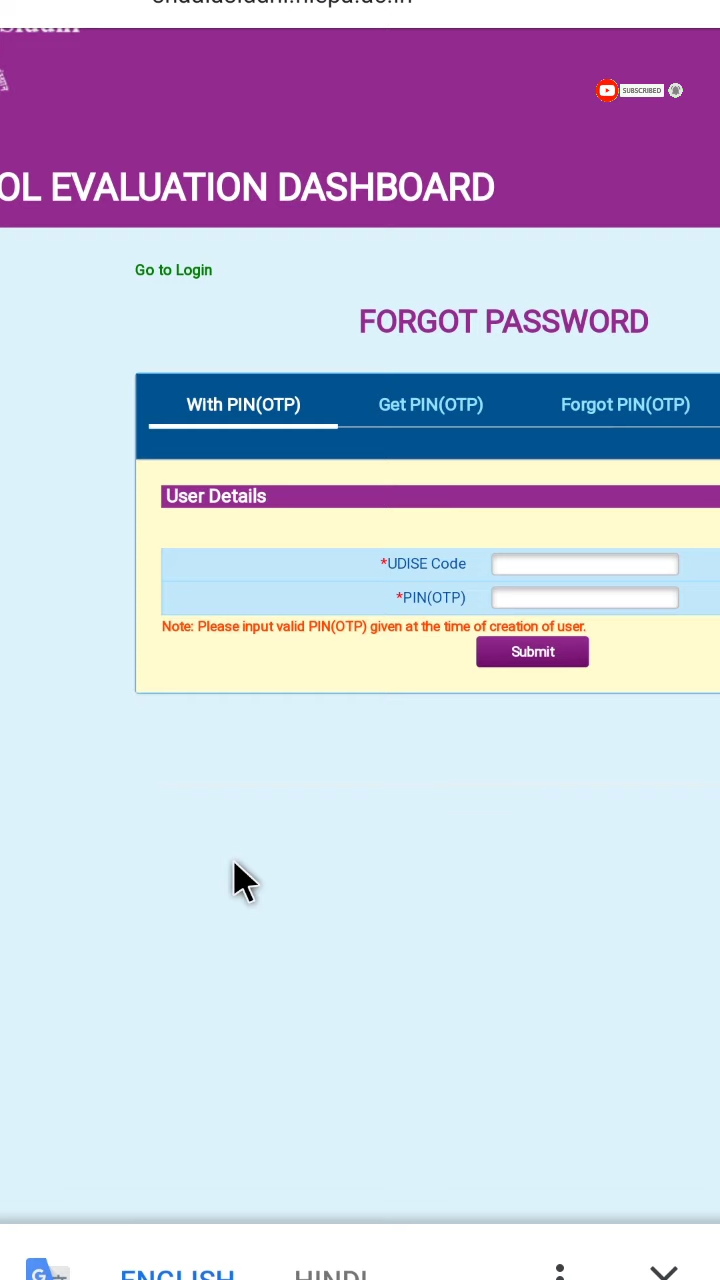 OL EVALUATION DASHBOARD
SUBSCRIBED
Go to Login
FORGOT PASSWORD
With PIN(OTP)
Get PIN(OTP)
Forgot PIN(OTP)
User Details
*UDISE Code
*PIN(OTP)
Note: Please input valid PIN(OTP) given at the time of creation of user.
Submit
ENGLISH
HINDI